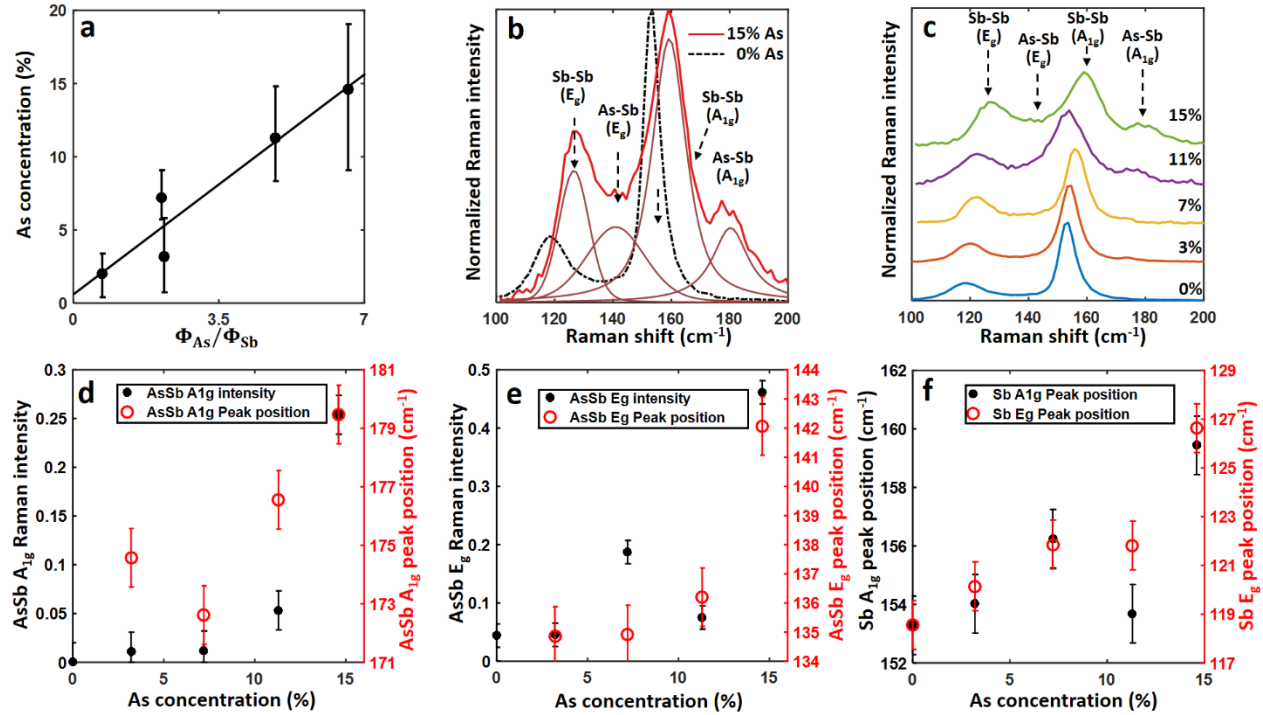 a
As concentration (%)
20
15
10
5
0
0 3.5 7
Φ_As/Φ_Sb
b
Normalized Raman intensity
15% As
0% As
Sb-Sb
(E_g)
As-Sb
(E_g)
Sb-Sb
(A_1g)
As-Sb
(A_1g)
100 120 140 160 180 200
Raman shift (cm⁻¹)
c
Normalized Raman intensity
Sb-Sb
(E_g)
As-Sb
(E_g)
Sb-Sb
(A_1g)
As-Sb
(A_1g)
15%
11%
7%
3%
0%
100 120 140 160 180 200
Raman shift (cm⁻¹)
d
AsSb A1g intensity
AsSb A1g Peak position
AsSb A_1g Raman intensity
0.3
0.25
0.2
0.15
0.1
0.05
0
0 5 10 15
As concentration (%)
181
179
177
175
173
171
AsSb A_1g peak position (cm⁻¹)
e
AsSb Eg intensity
AsSb Eg Peak position
AsSb E_g Raman intensity
0.5
0.4
0.3
0.2
0.1
0
0 5 10 15
As concentration (%)
144
143
142
141
140
139
138
137
136
135
134
AsSb E_g peak position (cm⁻¹)
f
Sb A1g Peak position
Sb Eg Peak position
Sb A_1g peak position (cm⁻¹)
162
160
158
156
154
152
0 5 10 15
As concentration (%)
129
127
125
123
121
119
117
Sb E_g peak position (cm⁻¹)